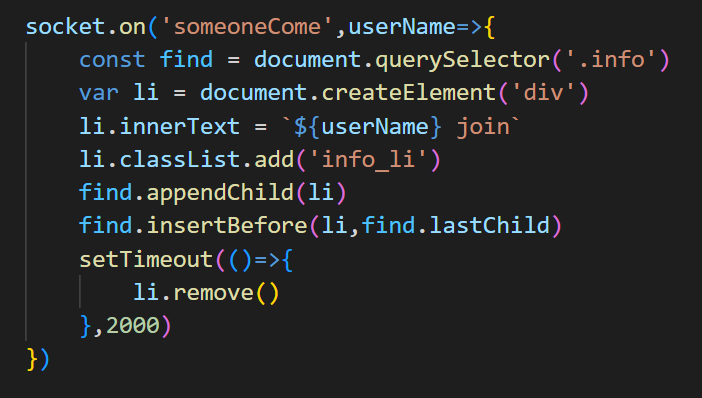 socket.on('someoneCome',userName=>{
    const find = document.querySelector('.info')
    var li = document.createElement('div')
    li.innerText = `${userName} join`
    li.classList.add('info_li')
    find.appendChild(li)
    find.insertBefore(li,find.lastChild)
    setTimeout(()=>{
        li.remove()
    },2000)
})